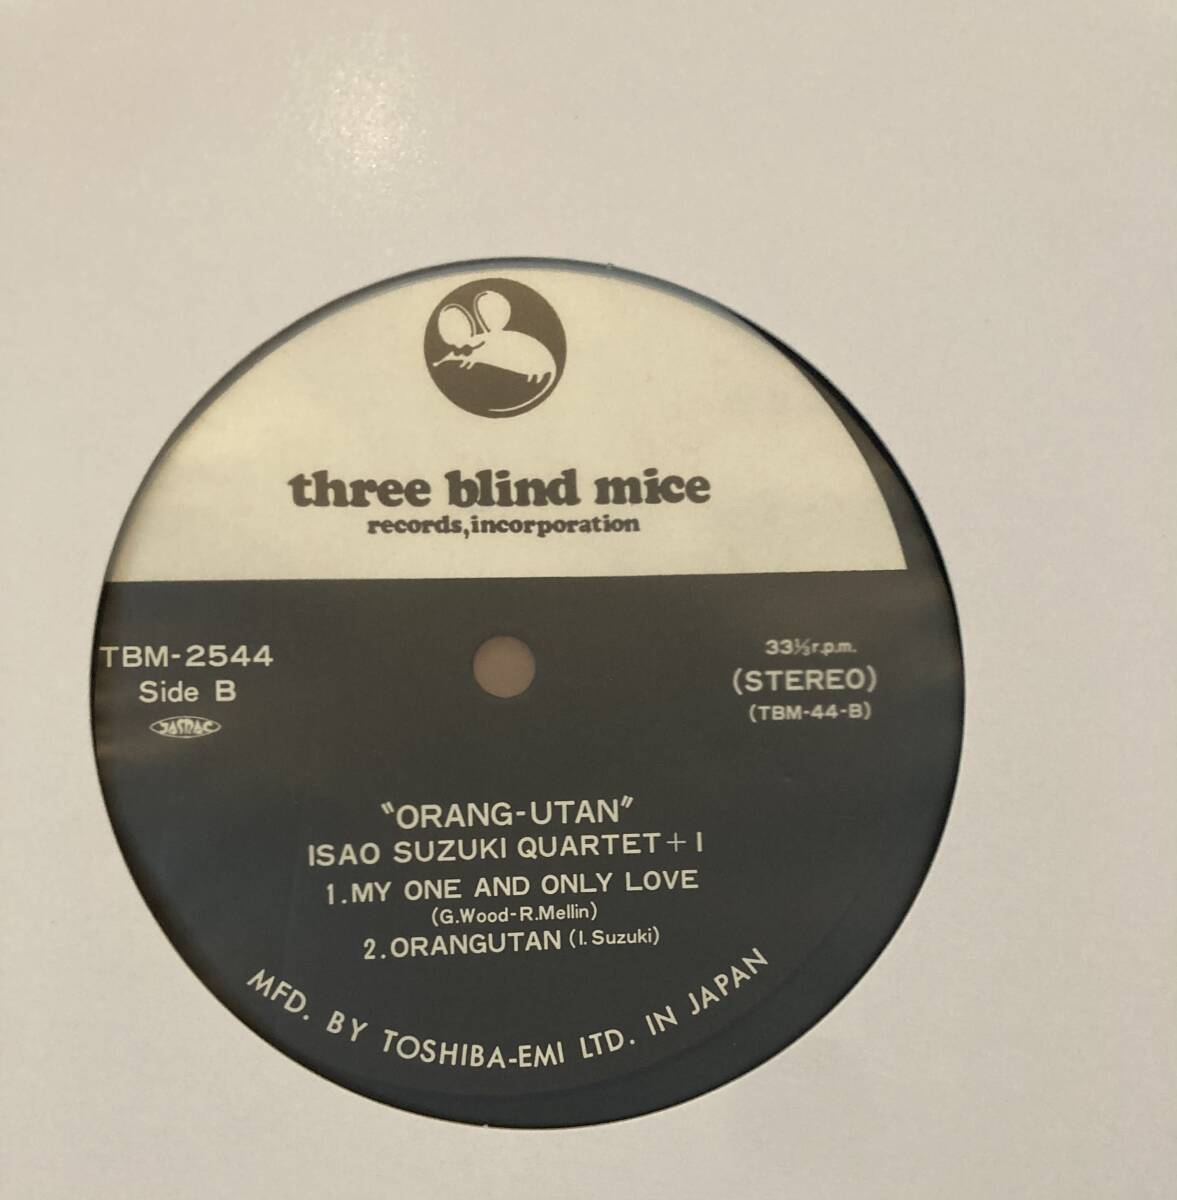 three blind mice
records,incorporation
TBM-2544
Side B
JASRAC
33⅓r.p.m.
(STEREO)
(TBM-44-B)
"ORANG-UTAN"
ISAO SUZUKI QUARTET+1
1.MY ONE AND ONLY LOVE
(G.Wood-R.Mellin)
2.ORANGUTAN (I. Suzuki)
MFD. BY TOSHIBA-EMI LTD. IN JAPAN